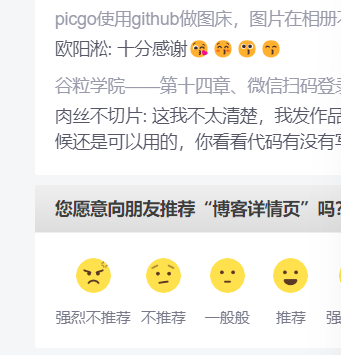 picgo使用github做图床，图片在相册
欧阳淞: 十分感谢😘😚😳😚
谷粒学院——第十四章、微信扫码登
肉丝不切片: 这我不太清楚，我发作品
候还是可以用的，你看看代码有没有
您愿意向朋友推荐“博客详情页”吗?
强烈不推荐 不推荐 一般般 推荐 强